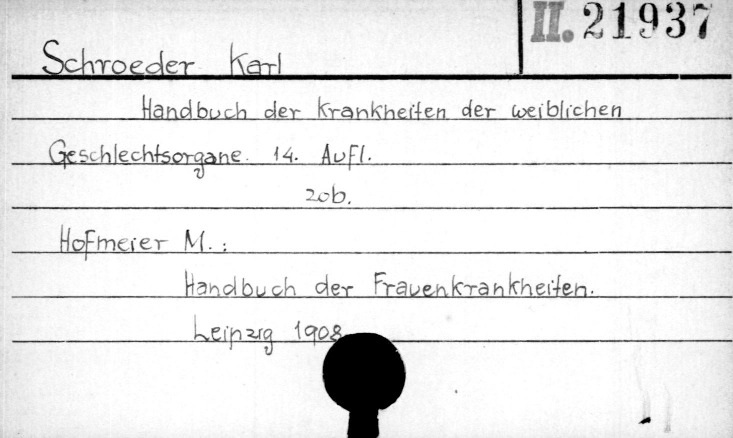 II. 21937
Schroeder Karl
Handbuch der Krankheiten der weiblichen
Geschlechtsorgane. 14. Aufl.
zob.
Hofmeier M.:
Handbuch der Frauenkrankheiten.
Leipzig 1908